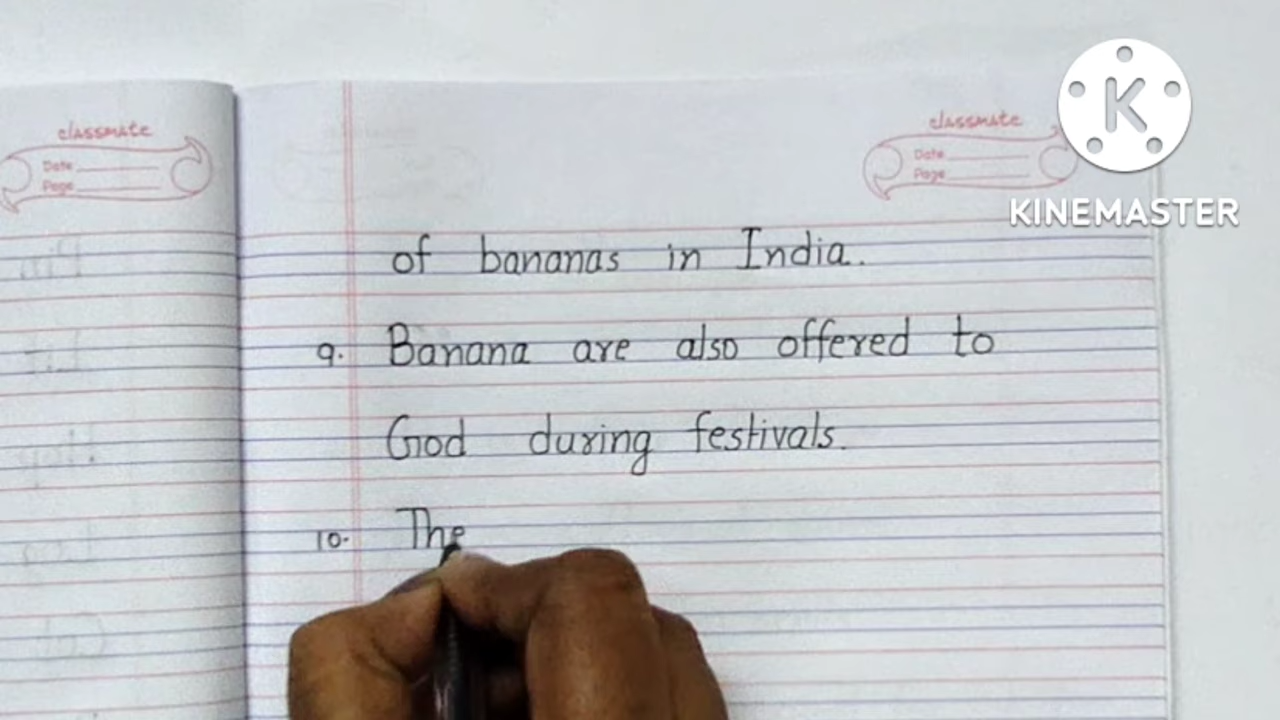 classmate
Date
Page
classmate
Date
Page
KINEMASTER
of bananas in India.
9. Banana are also offered to
God during festivals.
10. The